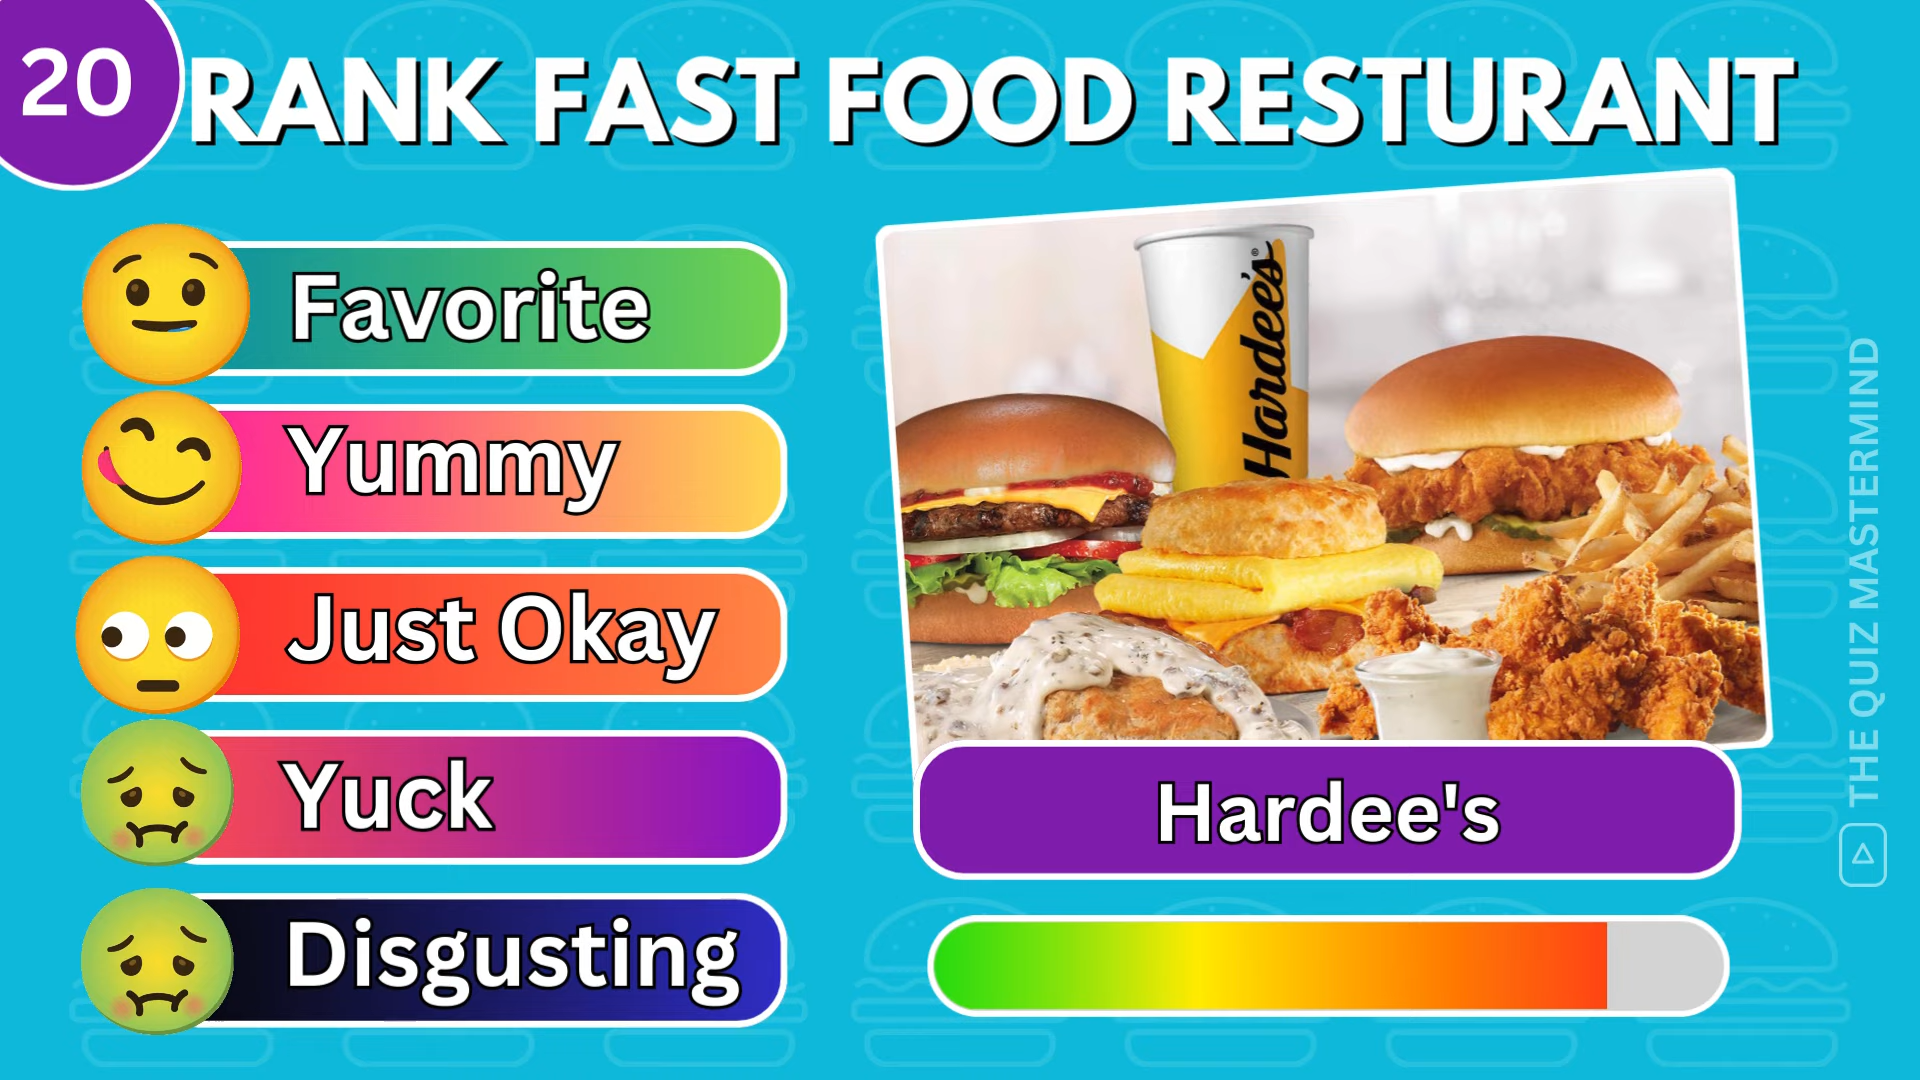 20
RANK FAST FOOD RESTURANT
Favorite
Yummy
Just Okay
Yuck
Disgusting
Hardee's®
Hardee's
THE QUIZ MASTERMIND